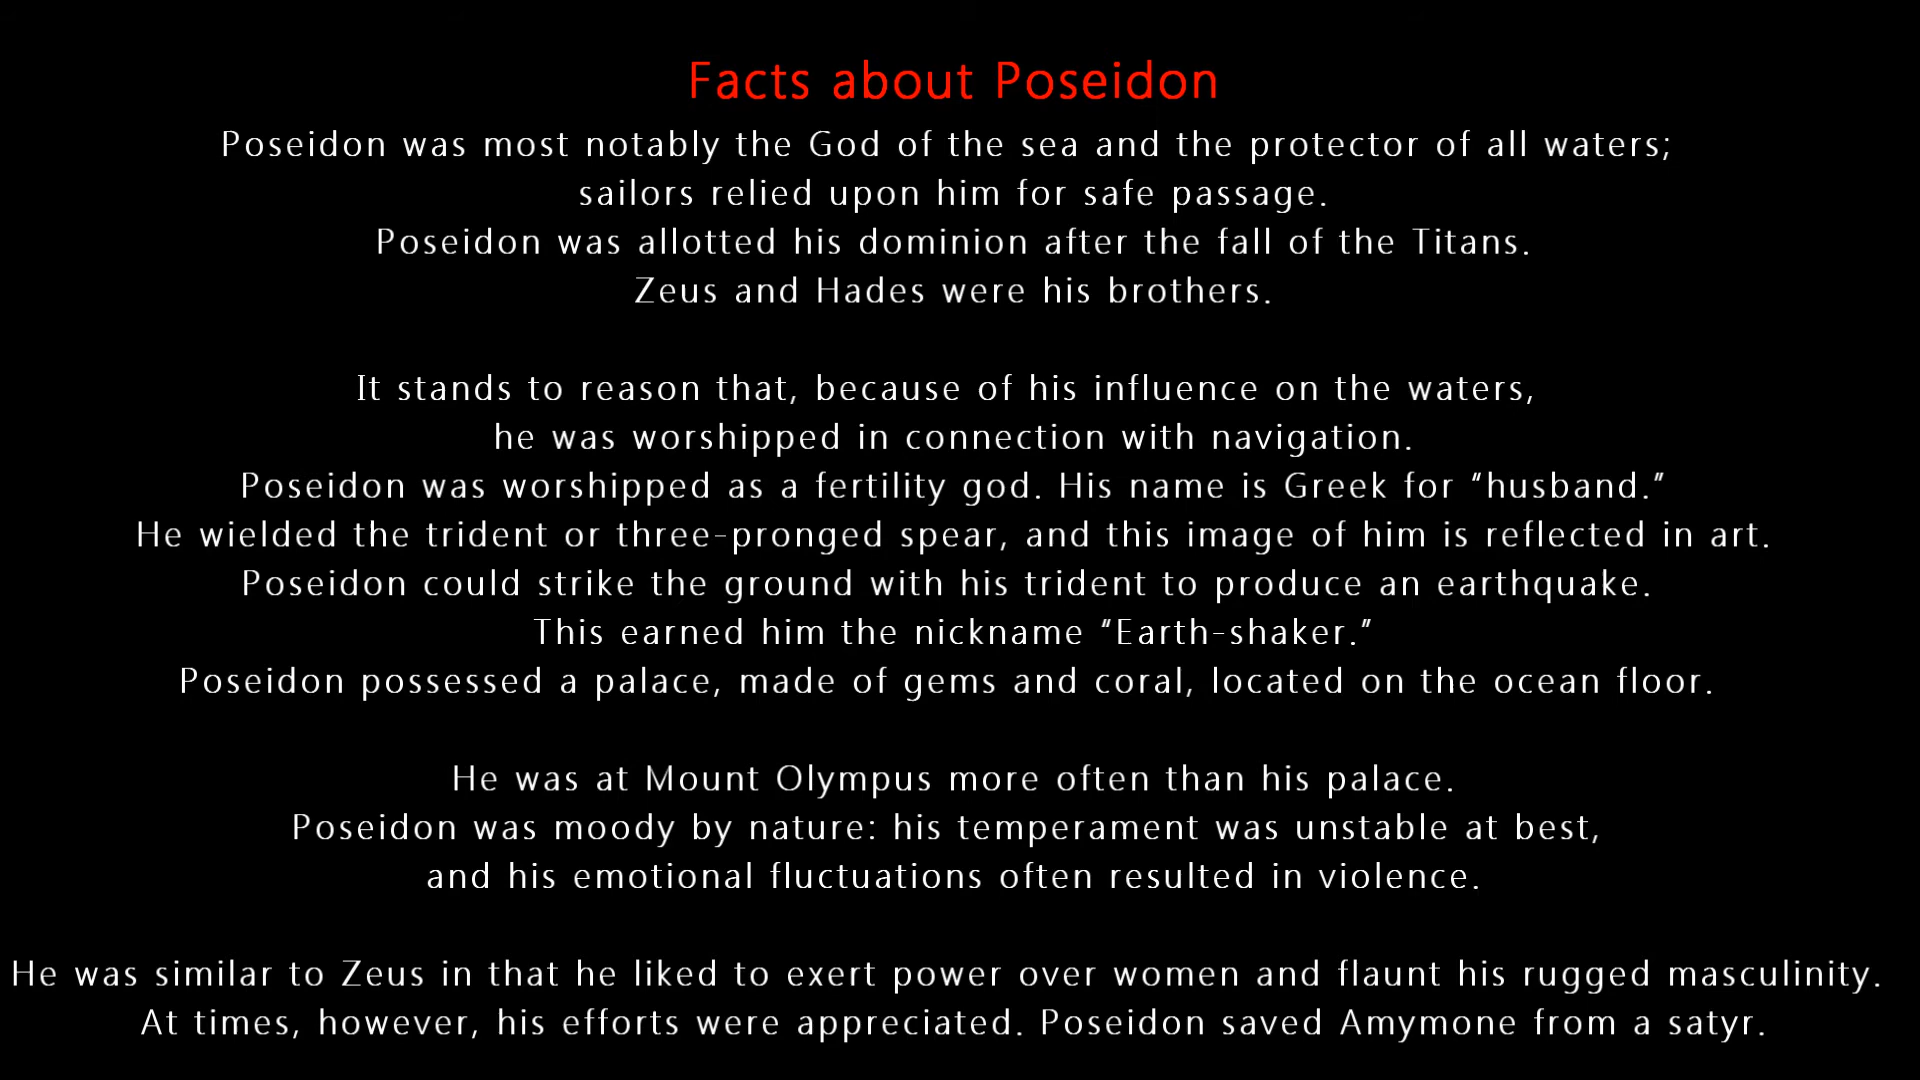 Facts about Poseidon
Poseidon was most notably the God of the sea and the protector of all waters;
sailors relied upon him for safe passage.
Poseidon was allotted his dominion after the fall of the Titans.
Zeus and Hades were his brothers.
It stands to reason that, because of his influence on the waters,
he was worshipped in connection with navigation.
Poseidon was worshipped as a fertility god. His name is Greek for “husband.”
He wielded the trident or three-pronged spear, and this image of him is reflected in art.
Poseidon could strike the ground with his trident to produce an earthquake.
This earned him the nickname “Earth-shaker.”
Poseidon possessed a palace, made of gems and coral, located on the ocean floor.
He was at Mount Olympus more often than his palace.
Poseidon was moody by nature: his temperament was unstable at best,
and his emotional fluctuations often resulted in violence.
He was similar to Zeus in that he liked to exert power over women and flaunt his rugged masculinity.
At times, however, his efforts were appreciated. Poseidon saved Amymone from a satyr.